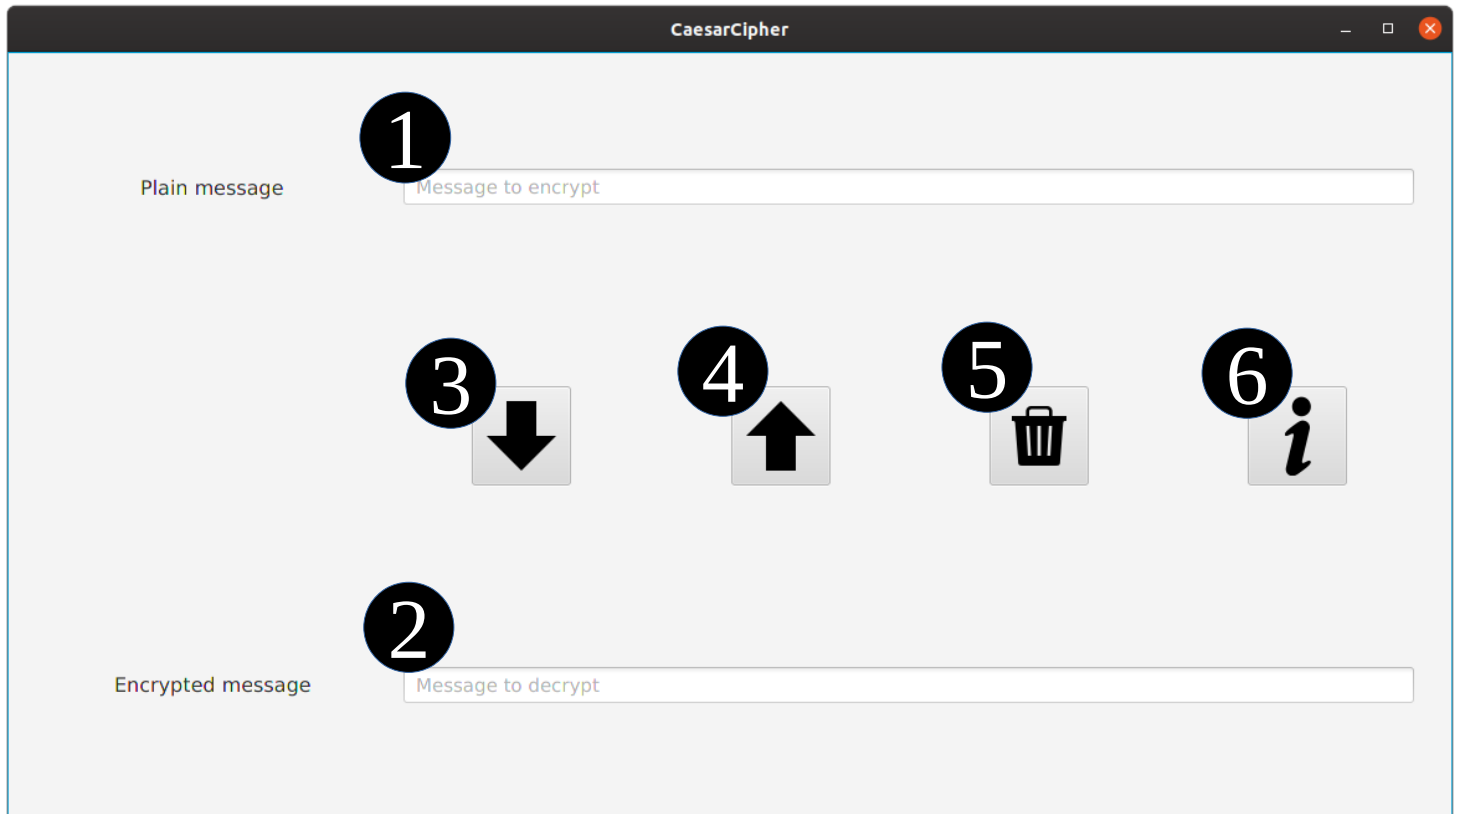 CaesarCipher
1
Plain message
Message to encrypt
3
4
5
6
2
Encrypted message
Message to decrypt